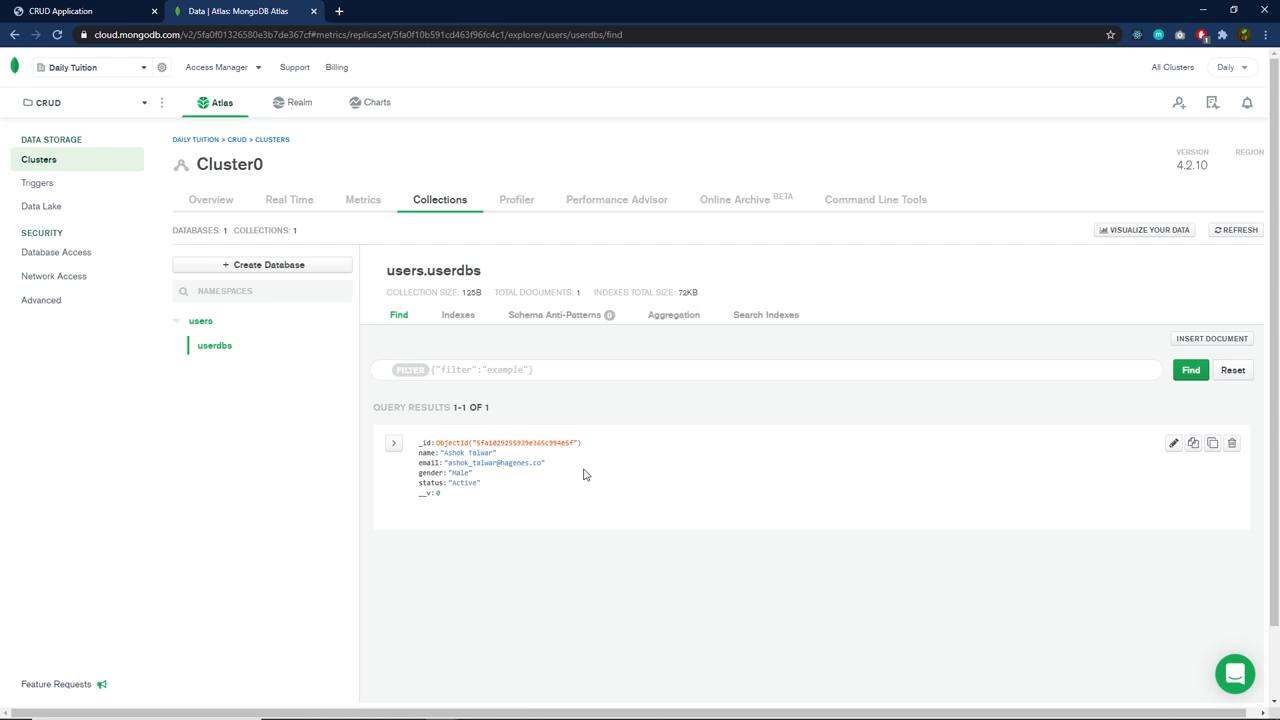 CRUD Application
Data | Atlas: MongoDB Atlas
cloud.mongodb.com/v2/5fa0f01326580e3b7de367cf#metrics/replicaSet/5fa0f10b591cd463f96fc4c1/explorer/users/userdbs/find
Daily Tuition
Access Manager
Support
Billing
All Clusters
Daily
CRUD
Atlas
Realm
Charts
DATA STORAGE
Clusters
Triggers
Data Lake
SECURITY
Database Access
Network Access
Advanced
Feature Requests
DAILY TUITION > CRUD > CLUSTERS
Cluster0
VERSION
4.2.10
REGION
Overview
Real Time
Metrics
Collections
Profiler
Performance Advisor
Online Archive BETA
Command Line Tools
DATABASES: 1 COLLECTIONS: 1
VISUALIZE YOUR DATA
REFRESH
+ Create Database
NAMESPACES
users
userdbs
users.userdbs
COLLECTION SIZE: 125B TOTAL DOCUMENTS: 1 INDEXES TOTAL SIZE: 72KB
Find
Indexes
Schema Anti-Patterns 0
Aggregation
Search Indexes
INSERT DOCUMENT
FILTER {"filter":"example"}
Find
Reset
QUERY RESULTS 1-1 OF 1
_id: ObjectId("5fa1029255939e365c994e5f")
name: "Ashok Talwar"
email: "ashok_talwar@hagenes.co"
gender: "Male"
status: "Active"
__v: 0